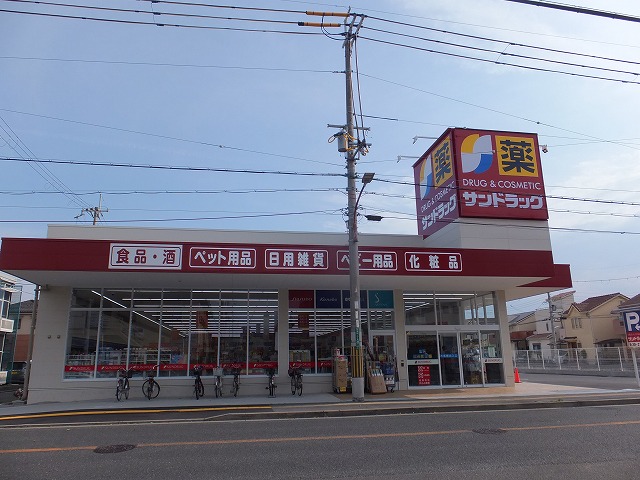 薬
薬
DRUG & COSMETIC
サンドラッグ
サンドラッグ
食品・酒
ペット用品
日用雑貨
ベビー用品
化粧品
P